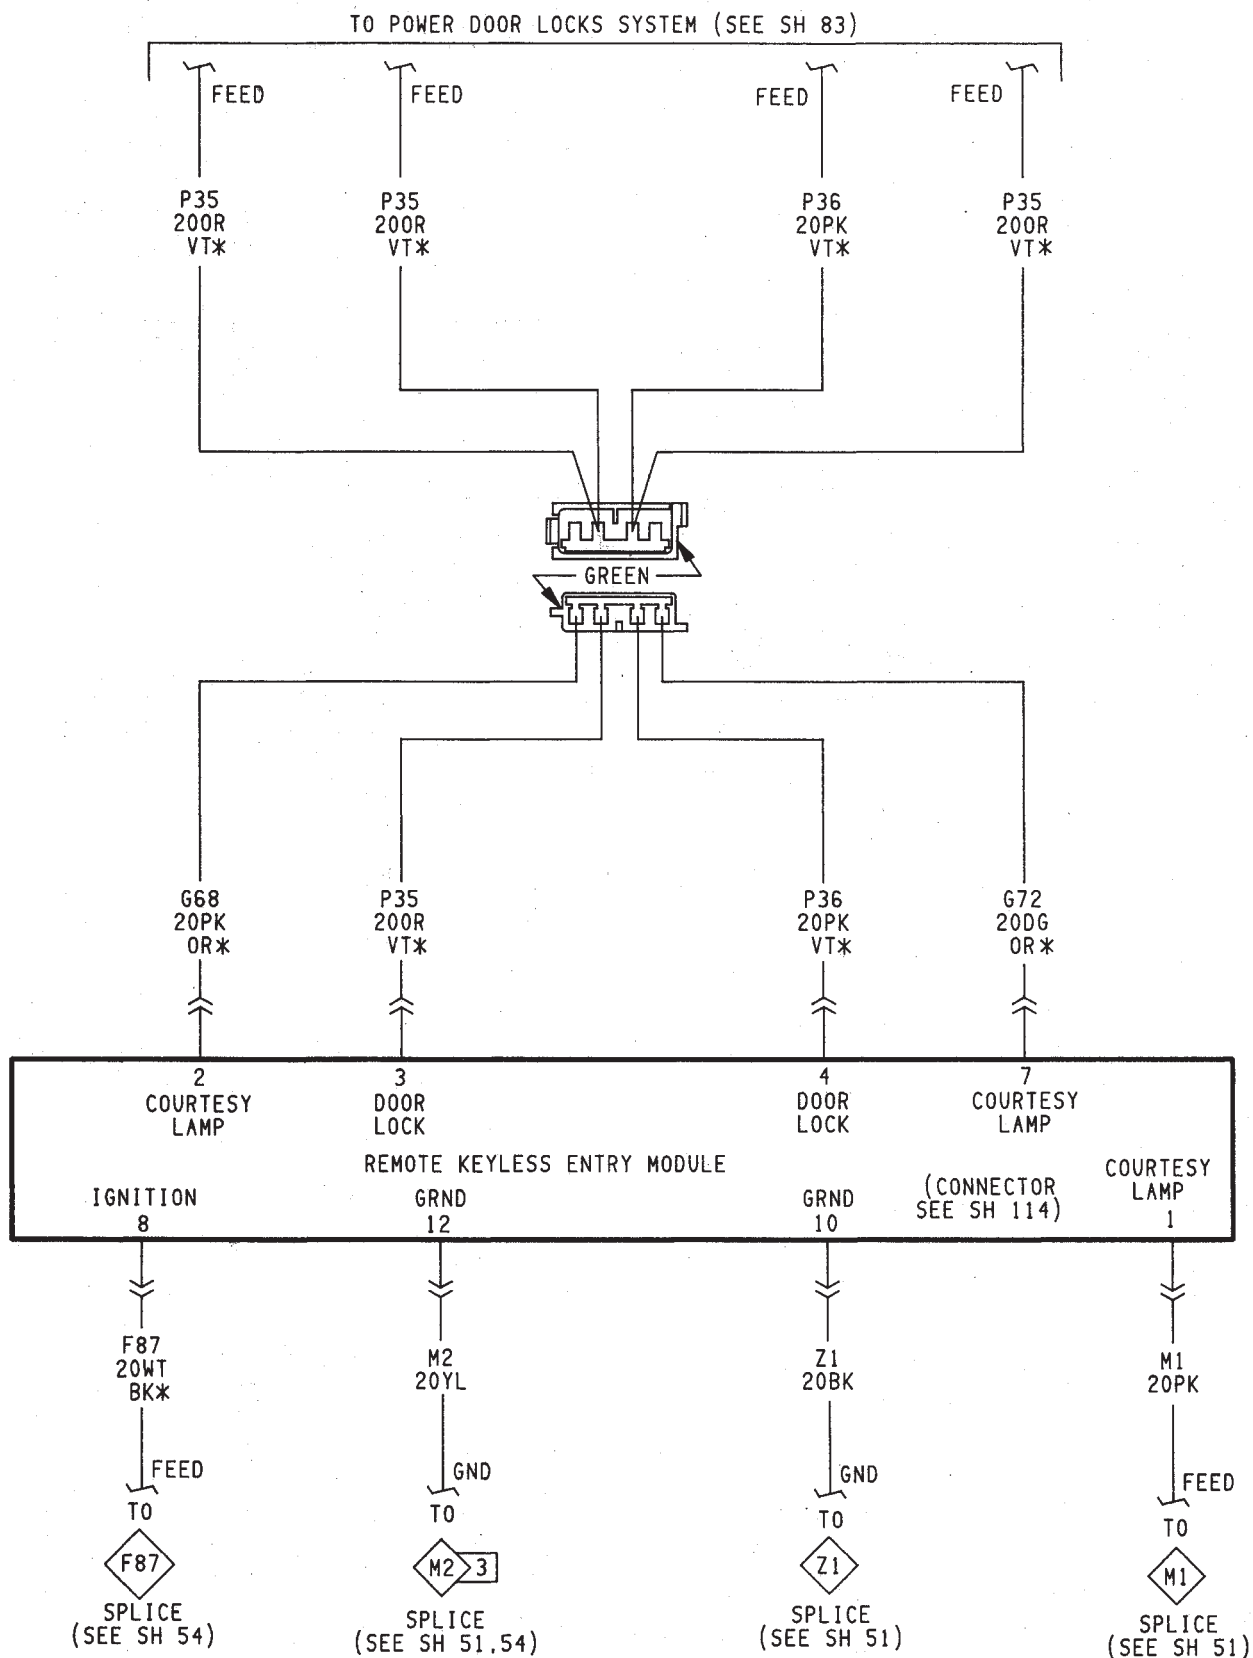 TO POWER DOOR LOCKS SYSTEM (SEE SH 83)
FEED
FEED
FEED
FEED
P35
20OR
VT*
P35
20OR
VT*
P36
20PK
VT*
P35
20OR
VT*
GREEN
G68
20PK
OR*
P35
20OR
VT*
P36
20PK
VT*
G72
20DG
OR*
2
COURTESY
LAMP
3
DOOR
LOCK
4
DOOR
LOCK
7
COURTESY
LAMP
REMOTE KEYLESS ENTRY MODULE
IGNITION
8
GRND
12
GRND
10
(CONNECTOR
SEE SH 114)
COURTESY
LAMP
1
F87
20WT
BK*
M2
20YL
Z1
20BK
M1
20PK
FEED
GND
GND
FEED
TO
F87
SPLICE
(SEE SH 54)
TO
M2 3
SPLICE
(SEE SH 51,54)
TO
Z1
SPLICE
(SEE SH 51)
TO
M1
SPLICE
(SEE SH 51)